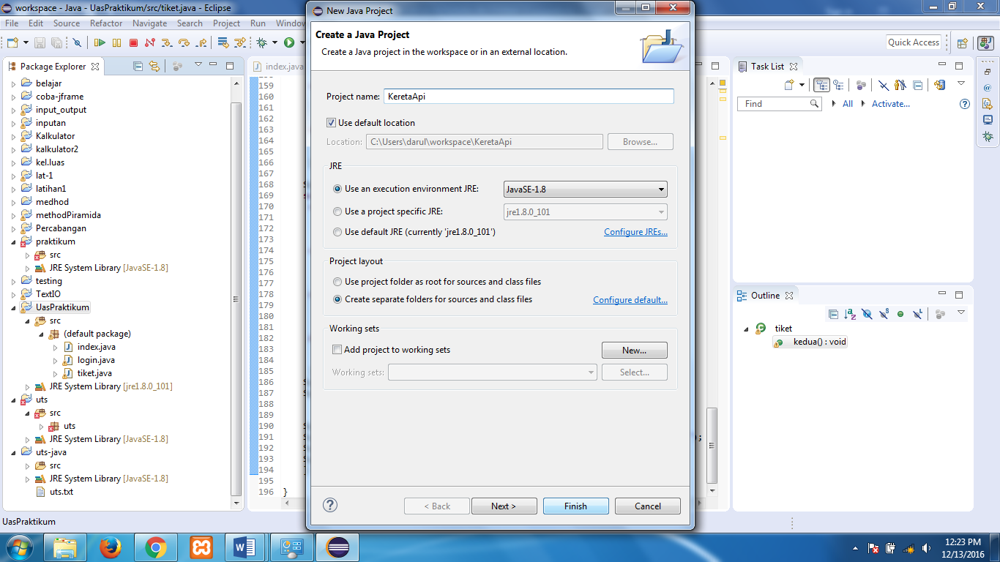 workspace - Java - UasPraktikum/src/tiket.java - Eclipse
File Edit Source Refactor Navigate Search Project Run Window
Quick Access
Package Explorer
belajar
coba-jframe
input_output
inputan
Kalkulator
kalkulator2
kel.luas
lat-1
latihan1
medhod
methodPiramida
Percabangan
praktikum
src
JRE System Library [JavaSE-1.8]
testing
TextIO
UasPraktikum
src
(default package)
index.java
login.java
tiket.java
JRE System Library [jre1.8.0_101]
uts
src
uts
JRE System Library [JavaSE-1.8]
uts-java
src
JRE System Library [JavaSE-1.8]
uts.txt
UasPraktikum
index.java
159
160
161
162
163
164
165
166
167
168
169
170
171
172
173
174
175
176
177
178
179
180
181
182
183
184
185
186
187
188
189
190
191 ;
192
193
194
195
196 }
New Java Project
Create a Java Project
Create a Java project in the workspace or in an external location.
Project name: KeretaApi
Use default location
Location: C:\Users\darul\workspace\KeretaApi Browse...
JRE
Use an execution environment JRE: JavaSE-1.8
Use a project specific JRE: jre1.8.0_101
Use default JRE (currently 'jre1.8.0_101') Configure JREs...
Project layout
Use project folder as root for sources and class files
Create separate folders for sources and class files Configure default...
Working sets
Add project to working sets New...
Working sets: Select...
? < Back Next > Finish Cancel
Task List
Find All Activate... ?
Outline
tiket
kedua() : void
12:23 PM
12/13/2016